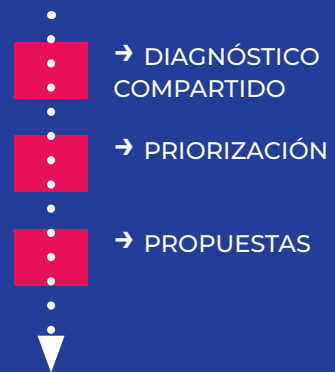 → DIAGNÓSTICO
COMPARTIDO
→ PRIORIZACIÓN
→ PROPUESTAS